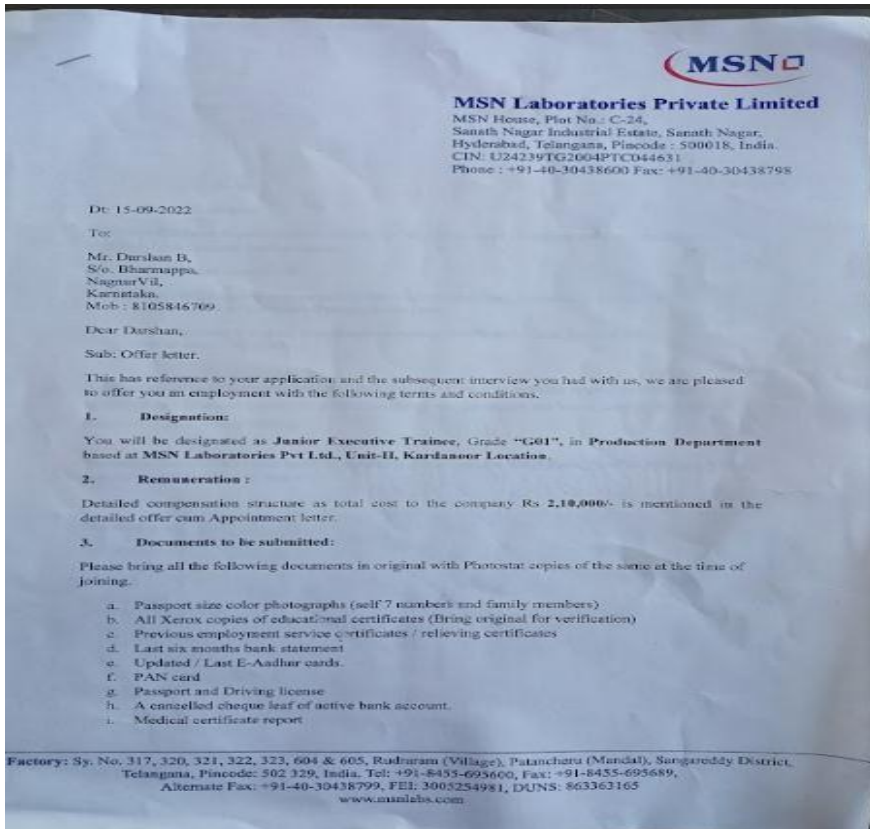 MSN
MSN Laboratories Private Limited
MSN House, Plot No.: C-24,
Sanath Nagar Industrial Estate, Sanath Nagar,
Hyderabad, Telangana, Pincode : 500018, India.
CIN: U24239TG2004PTC044631
Phone : +91-40-30438600 Fax: +91-40-30438798
Dt: 15-09-2022
To:
Mr. Darshan B,
S/o. Bharmappa,
NagnurVil,
Karnataka.
Mob : 8105846709
Dear Darshan,
Sub: Offer letter.
This has reference to your application and the subsequent interview you had with us, we are pleased
to offer you an employment with the following terms and conditions.
1. Designation:
You will be designated as Junior Executive Trainee, Grade “G01”, in Production Department
based at MSN Laboratories Pvt Ltd., Unit-II, Kardanoor Location.
2. Remuneration :
Detailed compensation structure as total cost to the company Rs 2,10,000/- is mentioned in the
detailed offer cum Appointment letter.
3. Documents to be submitted:
Please bring all the following documents in original with Photostat copies of the same at the time of
joining.
a. Passport size color photographs (self 7 numbers and family members)
b. All Xerox copies of educational certificates (Bring original for verification)
c. Previous employment service certificates / relieving certificates
d. Last six months bank statement
e. Updated / Last E-Aadhar cards.
f. PAN card
g. Passport and Driving license
h. A cancelled cheque leaf of active bank account.
i. Medical certificate report
Factory: Sy. No. 317, 320, 321, 322, 323, 604 & 605, Rudraram (Village), Patancheru (Mandal), Sangareddy District,
Telangana, Pincode: 502 329, India. Tel: +91-8455-695600, Fax: +91-8455-695689,
Alternate Fax: +91-40-30438799, FEI: 3005254981, DUNS: 863363165
www.msnlabs.com